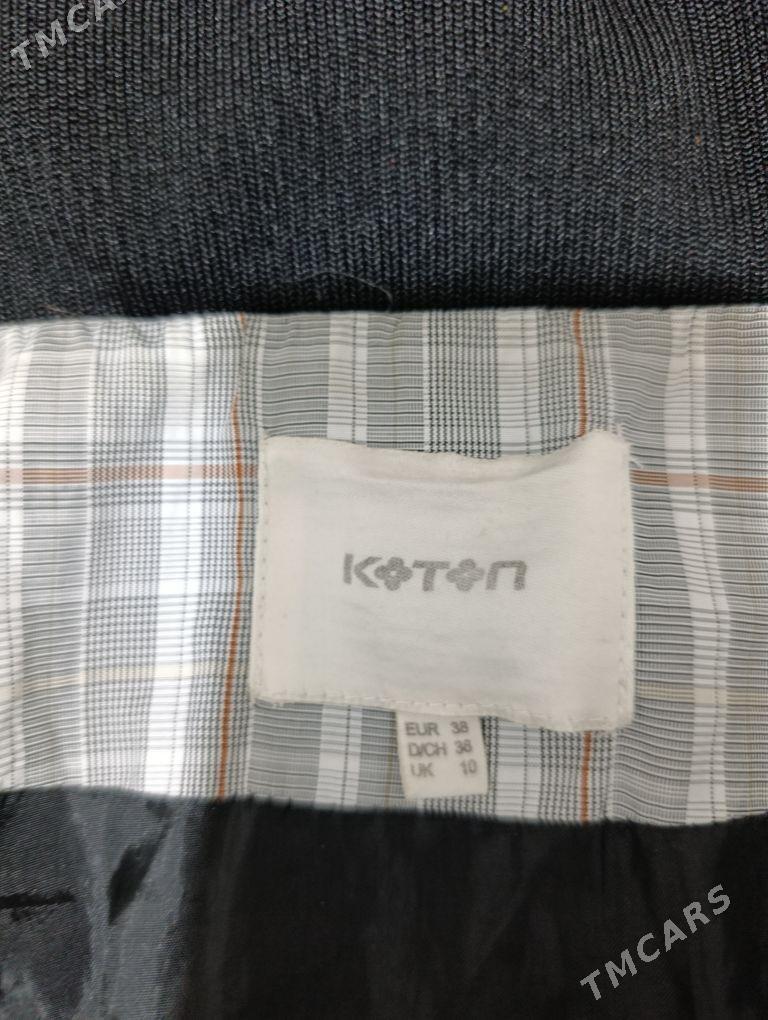 TMCARS
KOTON
EUR 38
D/CH 36
UK 10
TMCARS